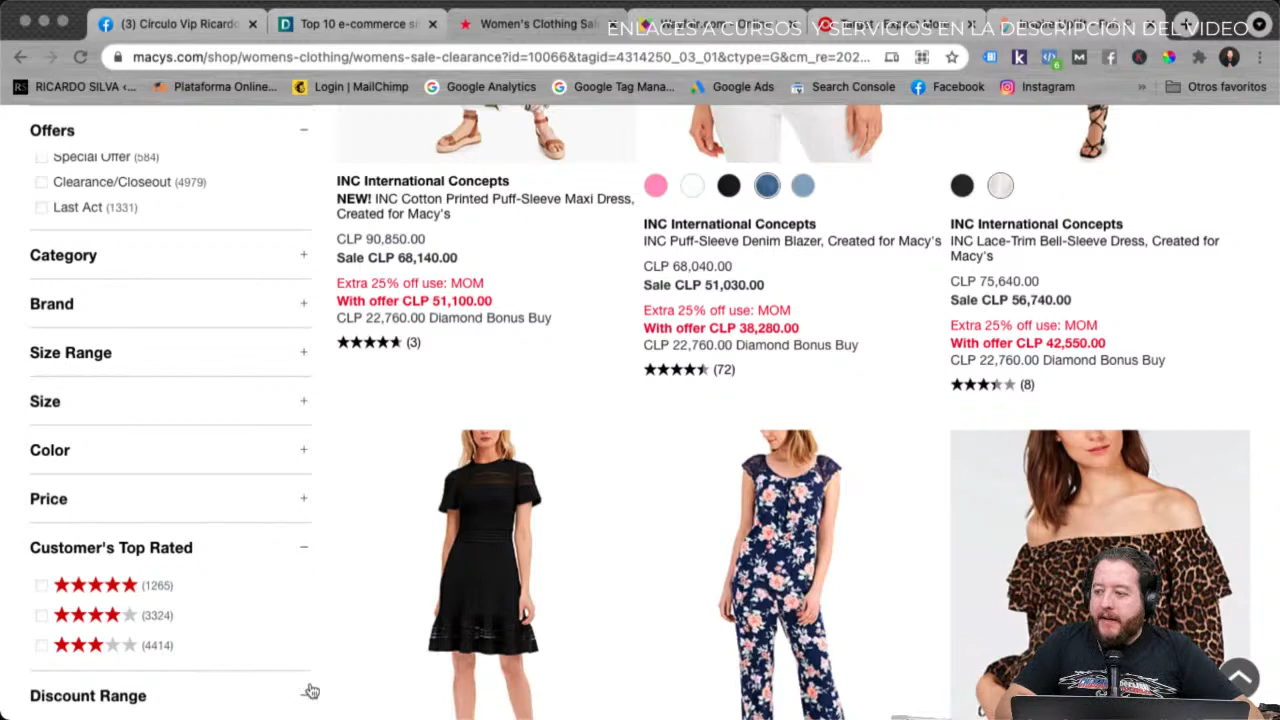 (3) Círculo Vip Ricardo
Top 10 e-commerce si
Women's Clothing Sal
ENLACES A CURSOS Y SERVICIOS EN LA DESCRIPCIÓN DEL VIDEO
macys.com/shop/womens-clothing/womens-sale-clearance?id=10066&tagid=4314250_03_01&ctype=G&cm_re=202...
6
RICARDO SILVA ‹...
Plataforma Online...
Login | MailChimp
Google Analytics
Google Tag Mana...
Google Ads
Search Console
Facebook
Instagram
»
Otros favoritos
Offers
Special Offer (584)
Clearance/Closeout (4979)
Last Act (1331)
Category
Brand
Size Range
Size
Color
Price
Customer's Top Rated
(1265)
(3324)
(4414)
Discount Range
INC International Concepts
NEW! INC Cotton Printed Puff-Sleeve Maxi Dress,
Created for Macy's
CLP 90,850.00
Sale CLP 68,140.00
Extra 25% off use: MOM
With offer CLP 51,100.00
CLP 22,760.00 Diamond Bonus Buy
(3)
INC International Concepts
INC Puff-Sleeve Denim Blazer, Created for Macy's
CLP 68,040.00
Sale CLP 51,030.00
Extra 25% off use: MOM
With offer CLP 38,280.00
CLP 22,760.00 Diamond Bonus Buy
(72)
INC International Concepts
INC Lace-Trim Bell-Sleeve Dress, Created for
Macy's
CLP 75,640.00
Sale CLP 56,740.00
Extra 25% off use: MOM
With offer CLP 42,550.00
CLP 22,760.00 Diamond Bonus Buy
(8)